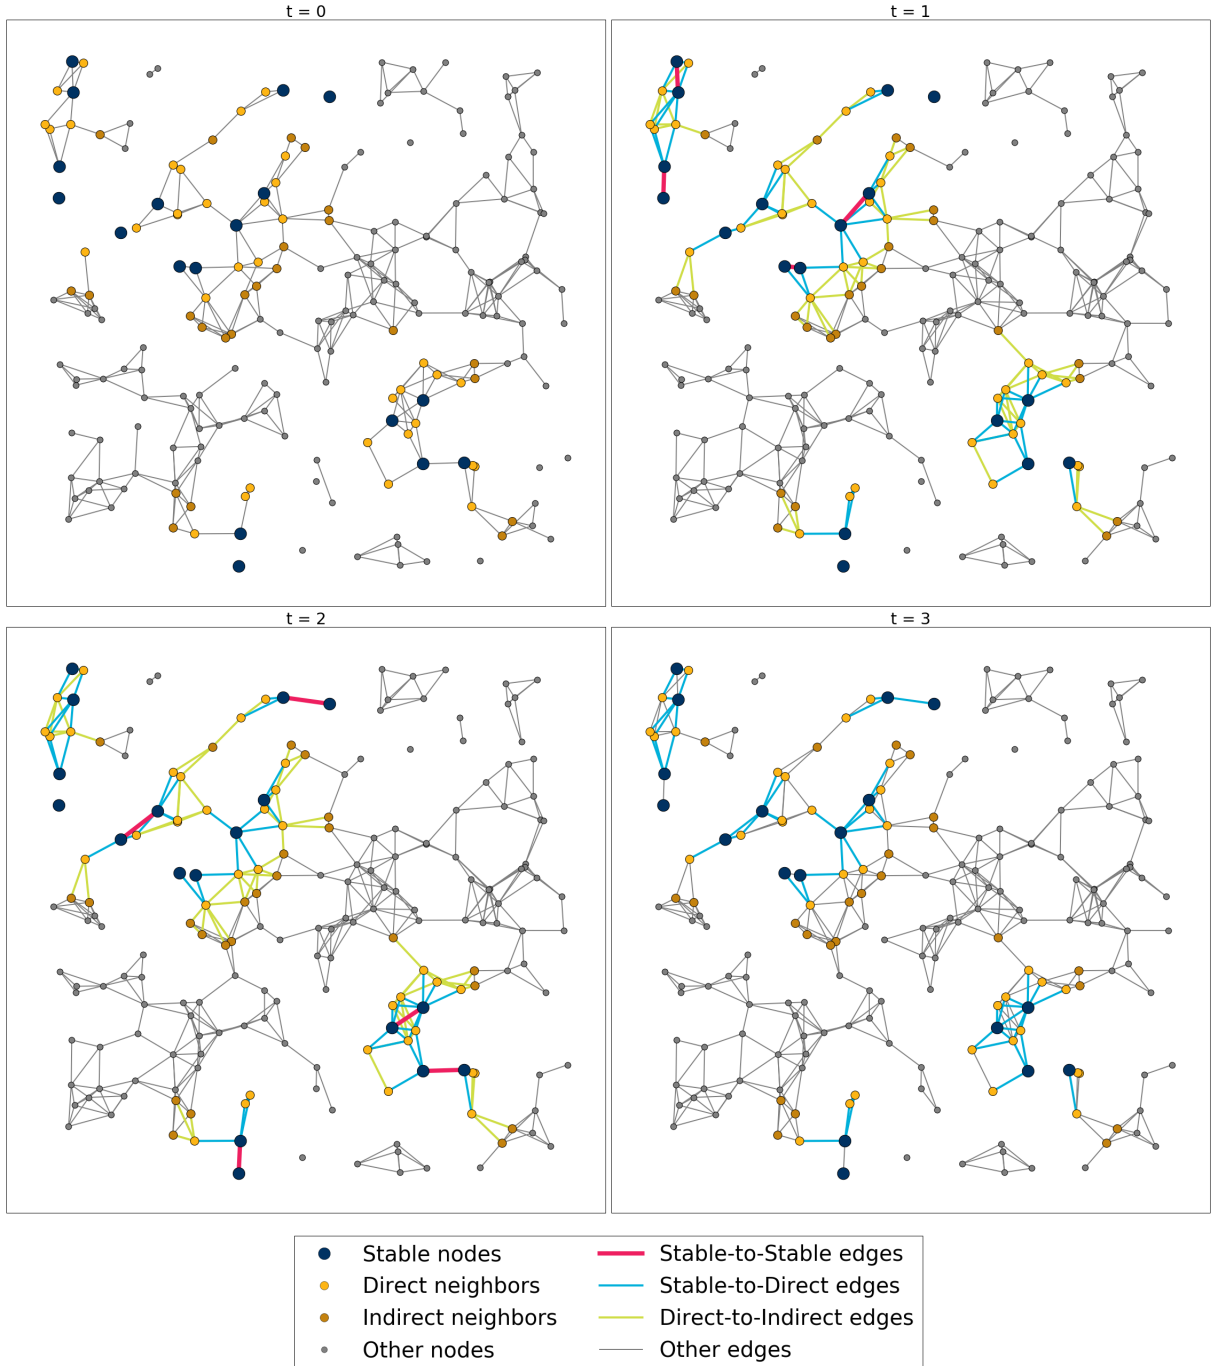 t = 0
t = 1
t = 2
t = 3
Stable nodes
Direct neighbors
Indirect neighbors
Other nodes
Stable-to-Stable edges
Stable-to-Direct edges
Direct-to-Indirect edges
Other edges